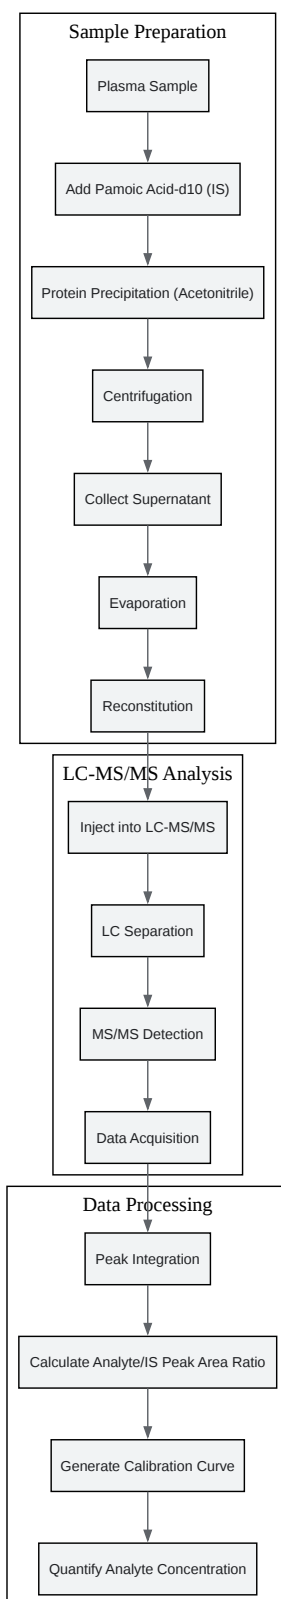 Sample Preparation
Plasma Sample
Add Pamoic Acid-d10 (IS)
Protein Precipitation (Acetonitrile)
Centrifugation
Collect Supernatant
Evaporation
Reconstitution
LC-MS/MS Analysis
Inject into LC-MS/MS
LC Separation
MS/MS Detection
Data Acquisition
Data Processing
Peak Integration
Calculate Analyte/IS Peak Area Ratio
Generate Calibration Curve
Quantify Analyte Concentration